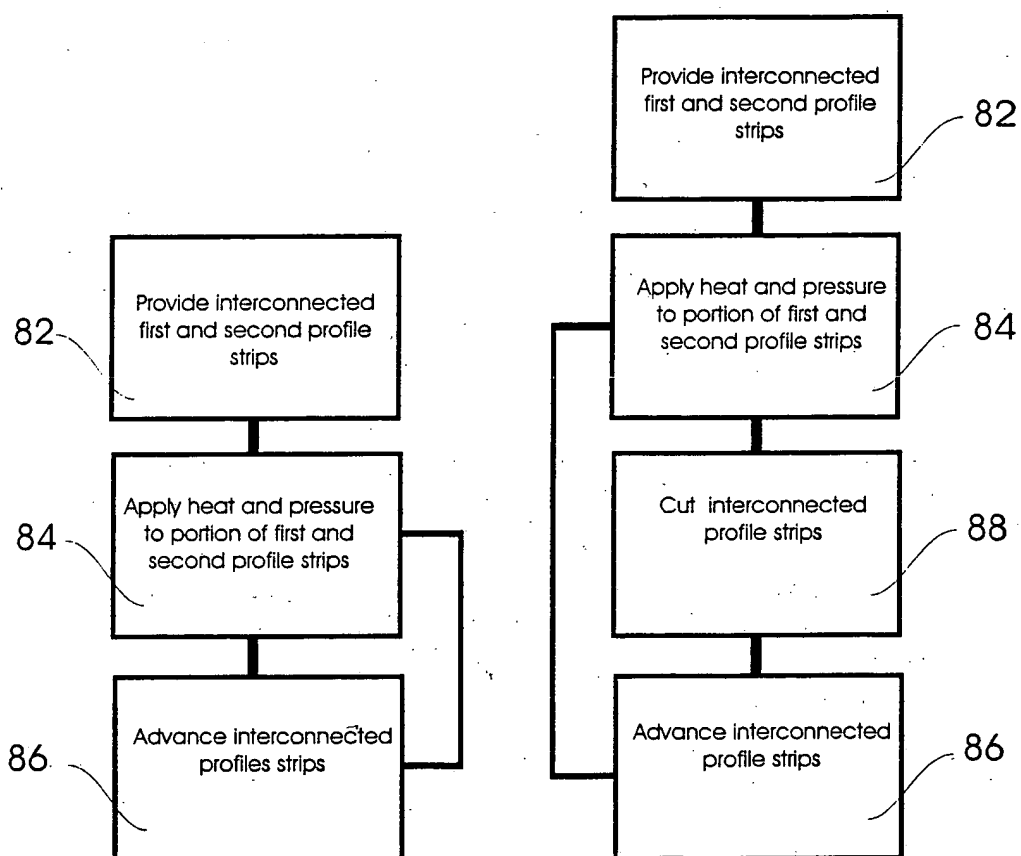 Provide interconnected
first and second profile
strips
82
Apply heat and pressure
to portion of first and
second profile strips
84
Advance interconnected
profiles strips
86
Provide interconnected
first and second profile
strips
82
Apply heat and pressure
to portion of first and
second profile strips
84
Cut interconnected
profile strips
88
Advance interconnected
profile strips
86